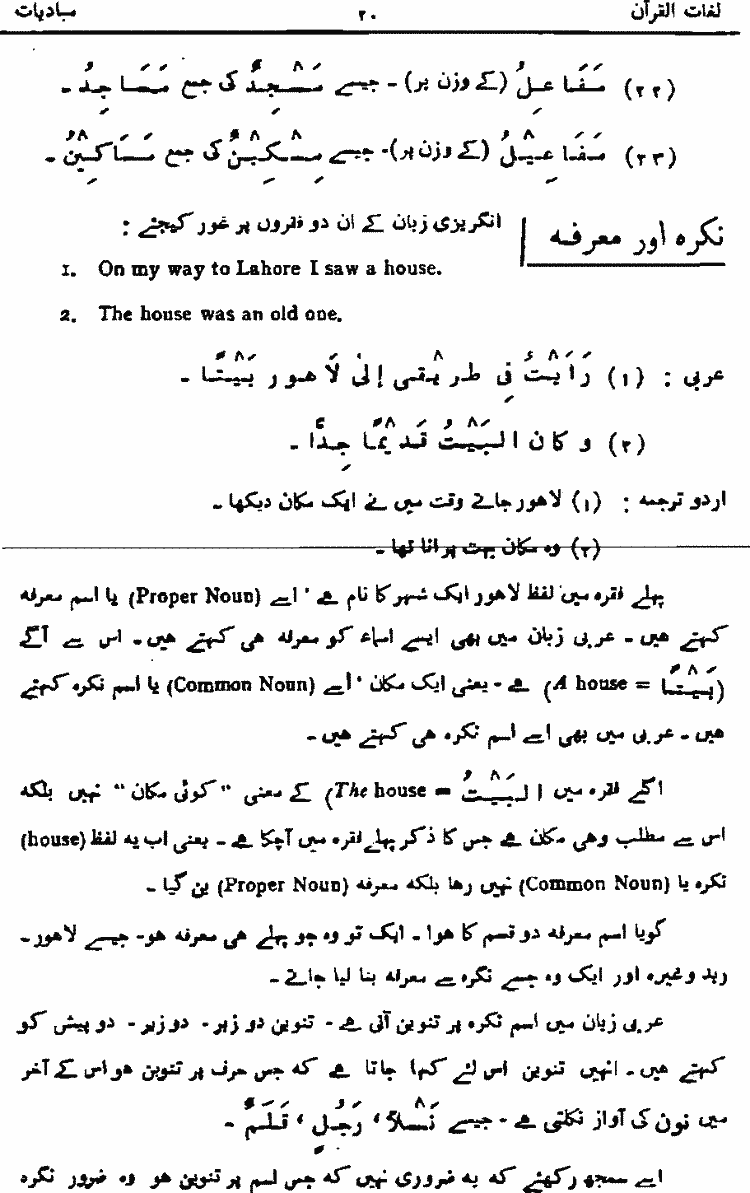 لغات القرآن ۲۰ مبادیات
(۲۲) مَفَاعِلُ (کے وزن پر) - جیسے مَسْجِدٌ کی جمع مَسَاجِدُ -
(۲۳) مَفَاعِیْلُ (کے وزن پر) - جیسے مِسْکِیْنٌ کی جمع مَسَاکِیْنُ -
نکرہ اور معرفہ
انگریزی زبان کے ان دو فقروں پر غور کیجئے :
1. On my way to Lahore I saw a house.
2. The house was an old one.
عربی : (۱) رَأَیْتُ فِی طریْقی إلیٰ لَاهور بَیْتًا -
(۲) و کان البَیْتُ قَدِیْمًا جِدًّا -
اردو ترجمہ : (۱) لاہور جاتے وقت میں نے ایک مکان دیکھا -
(۲) وہ مکان بہت پرانا تھا -
پہلے فقرہ میں لفظ لاہور ایک شہر کا نام ہے ' اسے (Proper Noun) یا اسم معرفہ
کہتے ہیں - عربی زبان میں بھی ایسے اسماء کو معرفہ ہی کہتے ہیں - اس سے آگے
(بَیْتًا = A house) ہے - یعنی ایک مکان ' اُسے (Common Noun) یا اسم نکرہ کہتے
ہیں - عربی میں بھی اسے اسم نکرہ ہی کہتے ہیں -
اگلے فقرہ میں البَیْتُ = The house) کے معنی "کوئی مکان" نہیں بلکہ
اس سے مطلب وہی مکان ہے جس کا ذکر پہلے فقرہ میں آچکا ہے - یعنی اب یہ لفظ (house)
نکرہ یا (Common Noun) نہیں رہا بلکہ معرفہ (Proper Noun) بن گیا -
گویا اسم معرفہ دو قسم کا ہوا - ایک تو وہ جو پہلے ہی معرفہ ہو - جیسے لاہور -
زید وغیرہ اور ایک وہ جسے نکرہ سے معرفہ بنا لیا جائے -
عربی زبان میں اسم نکرہ پر تنوین آتی ہے - تنوین دو زبر - دو زیر - دو پیش کو
کہتے ہیں - انہیں تنوین اس لئے کہا جاتا ہے کہ جس حرف پر تنوین ہو اس کے آخر
میں نون کی آواز نکلتی ہے - جیسے نَسْلاً ' رَجُلٍ ' قَلَمٌ -
اسے سمجھ رکھئے کہ یہ ضروری نہیں کہ جس اسم پر تنوین ہو وہ ضرور نکرہ